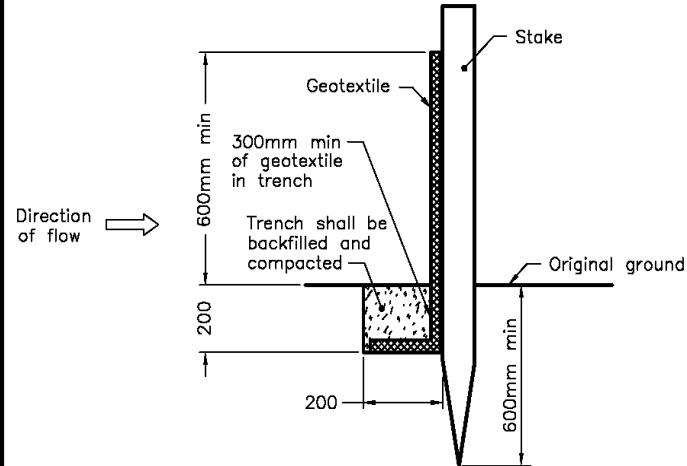 Stake
Geotextile
600mm min
300mm min
of geotextile
in trench
Direction
of flow
Trench shall be
backfilled and
compacted
Original ground
200
200
600mm min